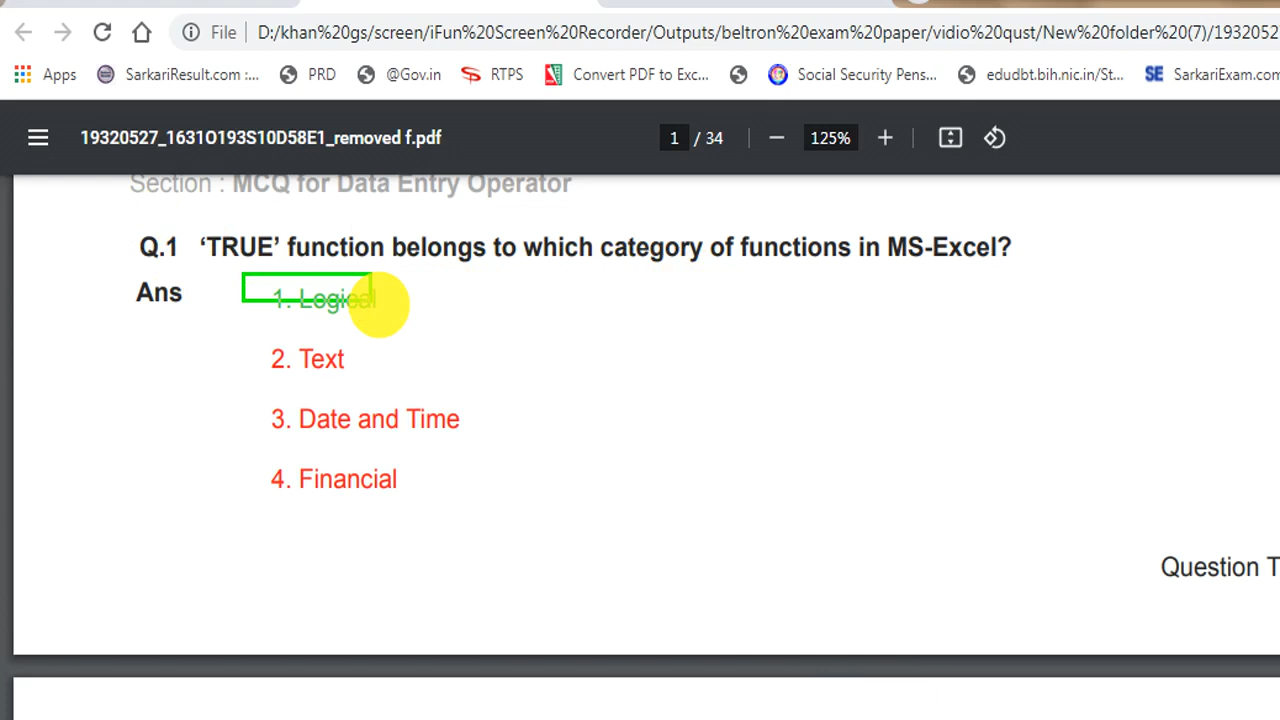 File D:/khan%20gs/screen/iFun%20Screen%20Recorder/Outputs/beltron%20exam%20paper/vidio%20qust/New%20folder%20(7)/19320527
Apps SarkariResult.com :... PRD @Gov.in RTPS Convert PDF to Exc... Social Security Pens... edudbt.bih.nic.in/St... SE SarkariExam.com
19320527_1631O193S10D58E1_removed f.pdf 1 / 34 − 125% +
Section : MCQ for Data Entry Operator
Q.1 ‘TRUE’ function belongs to which category of functions in MS-Excel?
Ans 1. Logical
2. Text
3. Date and Time
4. Financial
Question T